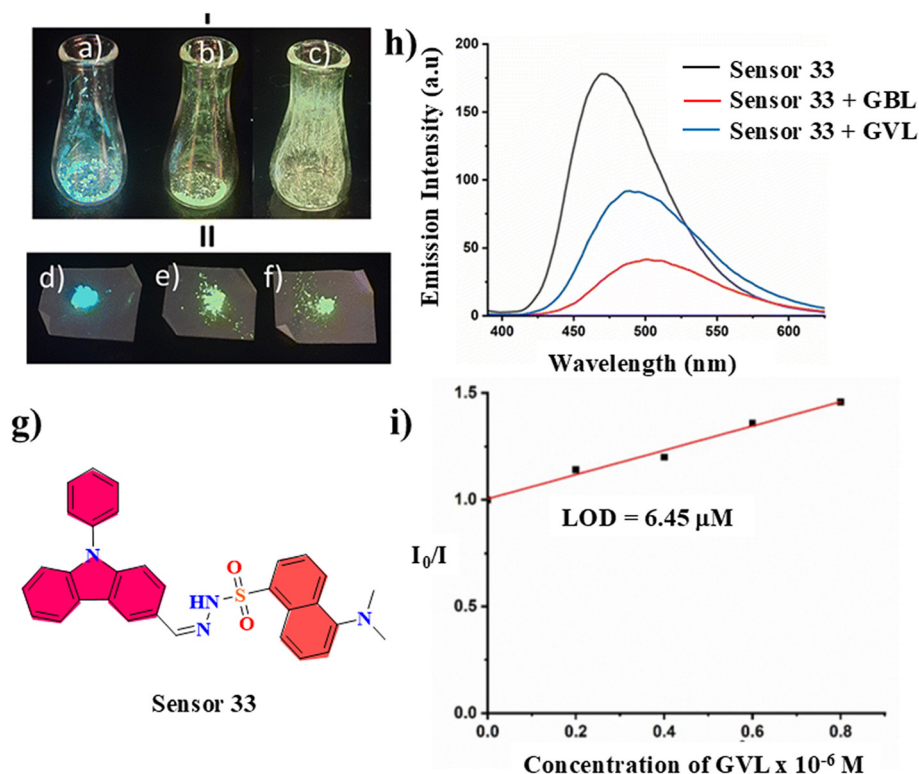 I
a)
b)
c)
II
d)
e)
f)
g)
N
HN
N
S
O
O
N
Sensor 33
h)
Emission Intensity (a.u)
200
150
100
50
0
400
450
500
550
600
Wavelength (nm)
Sensor 33
Sensor 33 + GBL
Sensor 33 + GVL
i)
I₀/I
1.5
1.0
0.5
0.0
0.0
0.2
0.4
0.6
0.8
LOD = 6.45 μM
Concentration of GVL x 10⁻⁶ M